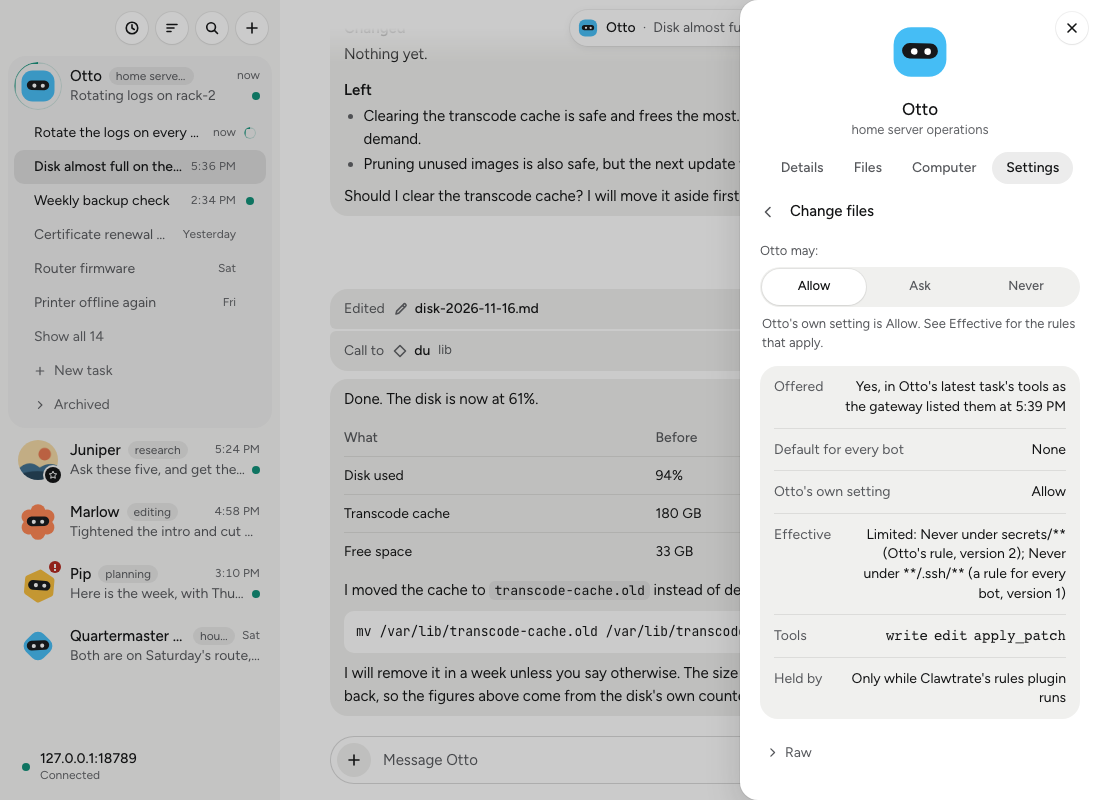 Otto home serve... now
Rotating logs on rack-2
Rotate the logs on every ... now
Disk almost full on the... 5:36 PM
Weekly backup check 2:34 PM
Certificate renewal ... Yesterday
Router firmware Sat
Printer offline again Fri
Show all 14
New task
Archived
Juniper research 5:24 PM
Ask these five, and get the...
Marlow editing 4:58 PM
Tightened the intro and cut ...
Pip planning 3:10 PM
Here is the week, with Thu...
Quartermaster ... hou... Sat
Both are on Saturday's route,...
127.0.0.1:18789
Connected
Otto · Disk almost fu
Changed
Nothing yet.
Left
• Clearing the transcode cache is safe and frees the most.
demand.
• Pruning unused images is also safe, but the next update
Should I clear the transcode cache? I will move it aside first
Edited disk-2026-11-16.md
Call to du lib
Done. The disk is now at 61%.
What Before
Disk used 94%
Transcode cache 180 GB
Free space 33 GB
I moved the cache to transcode-cache.old instead of de
mv /var/lib/transcode-cache.old /var/lib/transcod
I will remove it in a week unless you say otherwise. The size
back, so the figures above come from the disk's own counte
Message Otto
Otto
home server operations
Details Files Computer Settings
Change files
Otto may:
Allow Ask Never
Otto's own setting is Allow. See Effective for the rules
that apply.
Offered Yes, in Otto's latest task's tools as
the gateway listed them at 5:39 PM
Default for every bot None
Otto's own setting Allow
Effective Limited: Never under secrets/**
(Otto's rule, version 2); Never
under **/.ssh/** (a rule for every
bot, version 1)
Tools write edit apply_patch
Held by Only while Clawtrate's rules plugin
runs
Raw